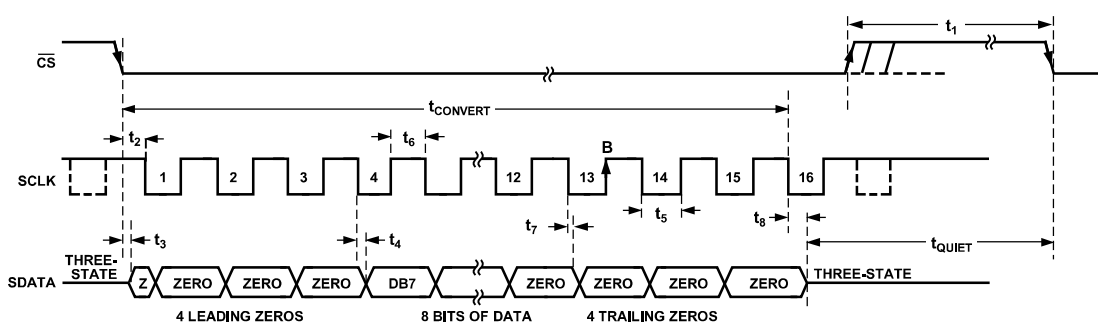 t1
CS
tCONVERT
t2
t6
B
SCLK
1
2
3
4
12
13
14
15
16
t3
t4
t7
t5
t8
tQUIET
THREE-
STATE
SDATA
Z
ZERO
ZERO
ZERO
DB7
ZERO
ZERO
ZERO
ZERO
THREE-STATE
4 LEADING ZEROS
8 BITS OF DATA
4 TRAILING ZEROS